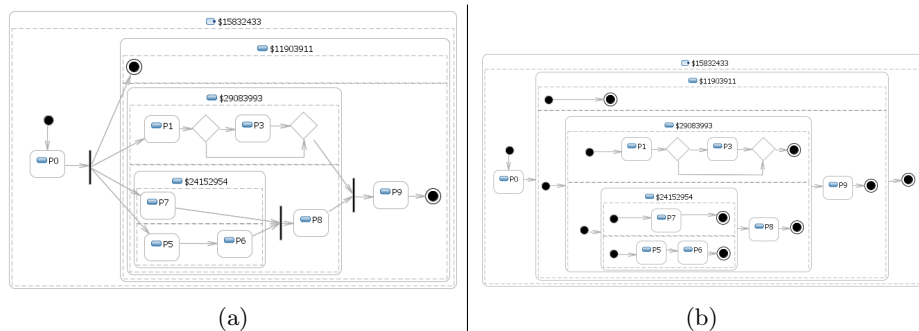 $15832433
$11903911
$29083993
P1
P3
P0
$24152954
P7
P9
P8
P5
P6
(a)
$15832433
$11903911
$29083993
P1
P3
P0
P9
$24152954
P7
P8
P5
P6
(b)